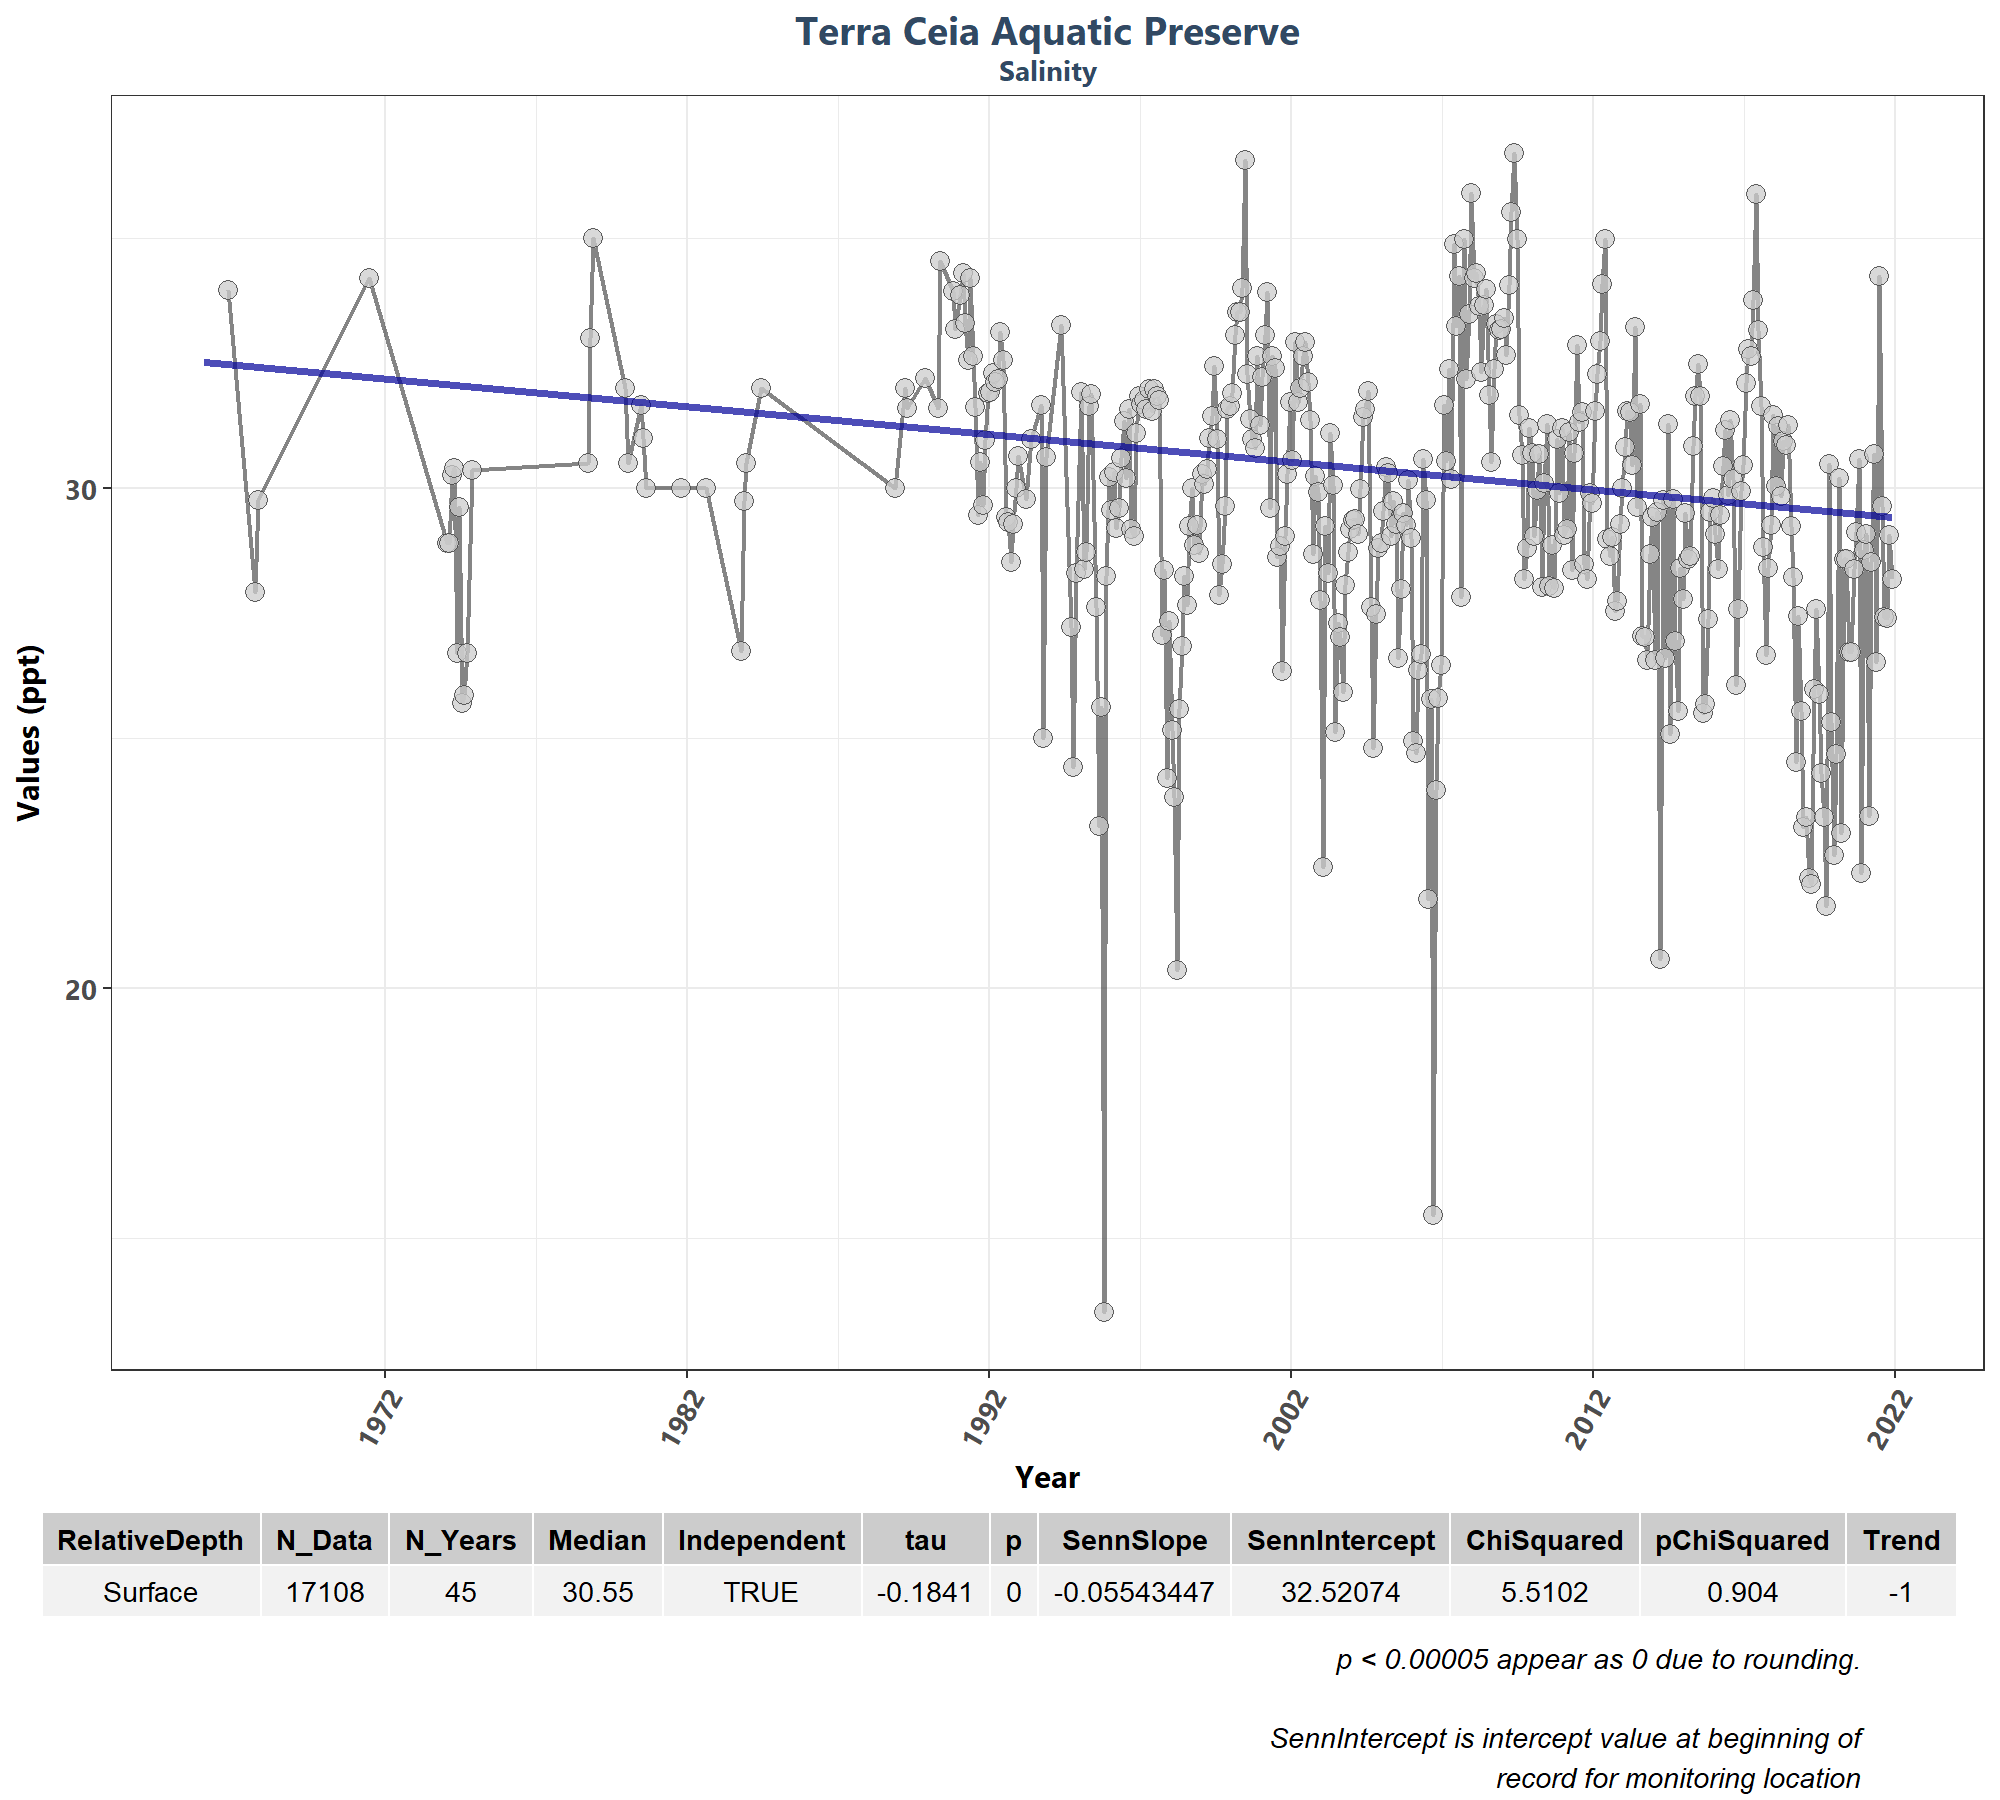 Terra Ceia Aquatic Preserve
Salinity
Values (ppt)
30
20
1972
1982
1992
2002
2012
2022
Year
RelativeDepth N_Data N_Years Median Independent tau p SennSlope SennIntercept ChiSquared pChiSquared Trend
Surface 17108 45 30.55 TRUE -0.1841 0 -0.05543447 32.52074 5.5102 0.904 -1
p < 0.00005 appear as 0 due to rounding.
SennIntercept is intercept value at beginning of
record for monitoring location